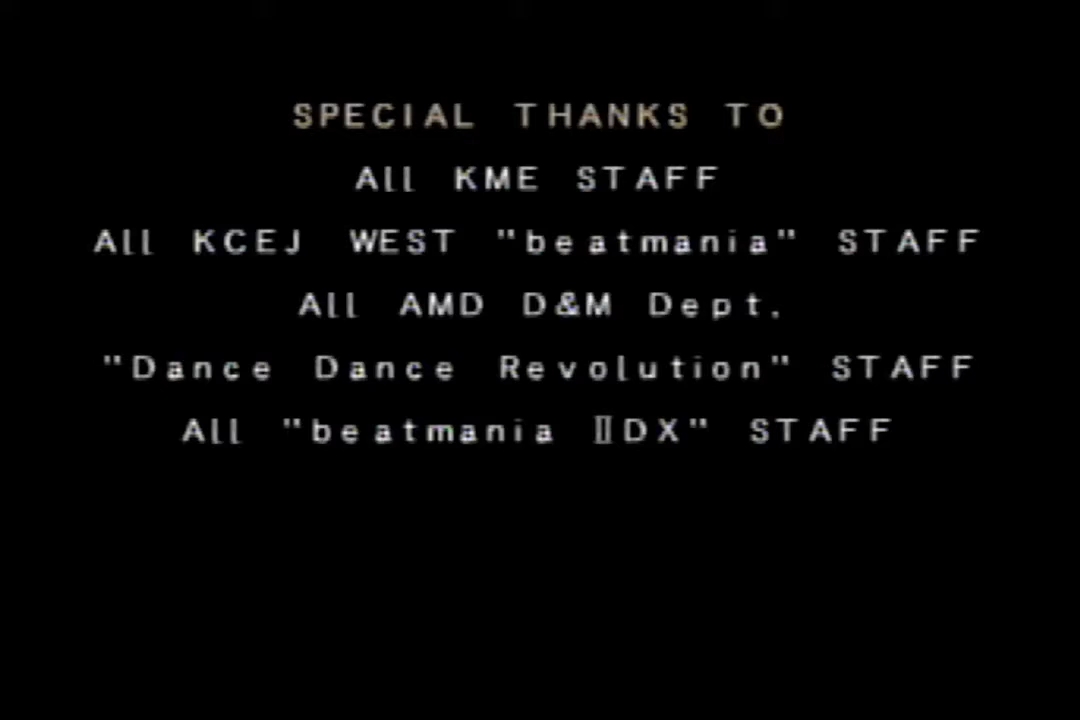 SPECIAL THANKS TO
All KME STAFF
All KCEJ WEST "beatmania" STAFF
All AMD D&M Dept.
"Dance Dance Revolution" STAFF
All "beatmania ⅡDX" STAFF